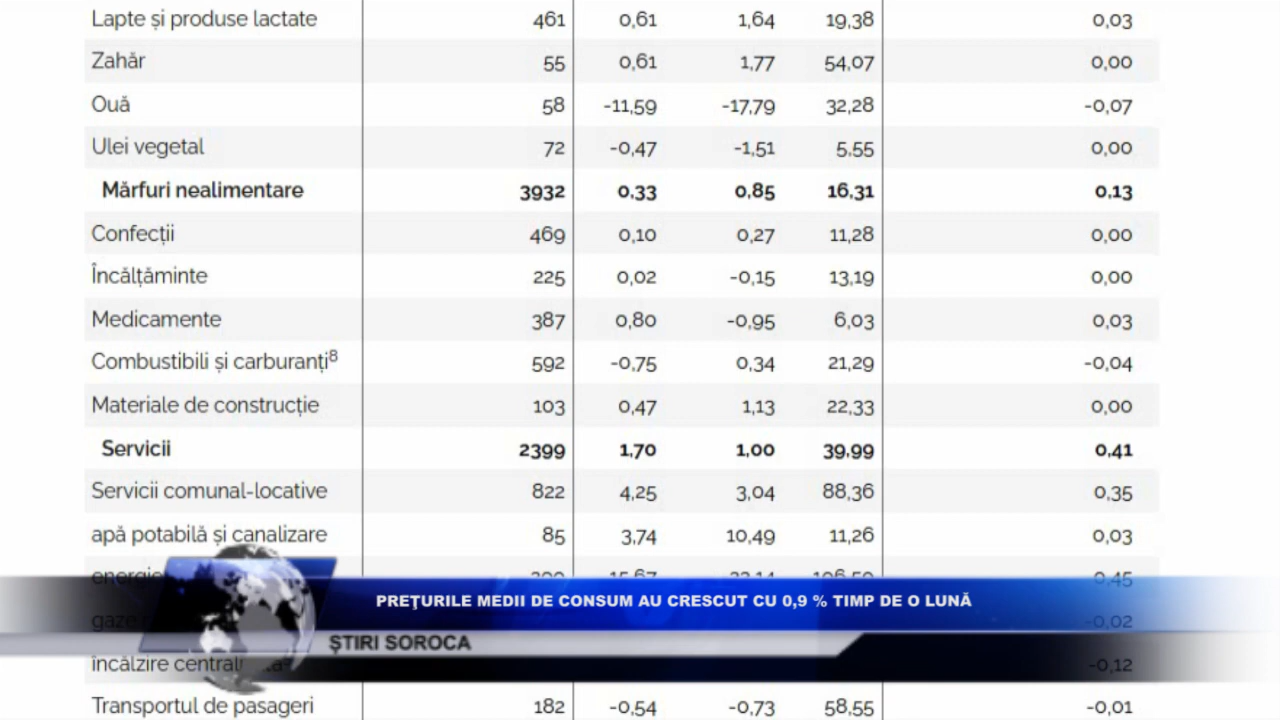 Lapte și produse lactate 461 0,61 1,64 19,38 0,03
Zahăr 55 0,61 1,77 54,07 0,00
Ouă 58 -11,59 -17,79 32,28 -0,07
Ulei vegetal 72 -0,47 -1,51 5,55 0,00
Mărfuri nealimentare 3932 0,33 0,85 16,31 0,13
Confecții 469 0,10 0,27 11,28 0,00
Încălțăminte 225 0,02 -0,15 13,19 0,00
Medicamente 387 0,80 -0,95 6,03 0,03
Combustibili și carburanți8 592 -0,75 0,34 21,29 -0,04
Materiale de construcție 103 0,47 1,13 22,33 0,00
Servicii 2399 1,70 1,00 39,99 0,41
Servicii comunal-locative 822 4,25 3,04 88,36 0,35
apă potabilă și canalizare 85 3,74 10,49 11,26 0,03
0,45
PREŢURILE MEDII DE CONSUM AU CRESCUT CU 0,9 % TIMP DE O LUNĂ
gaze -0,02
ȘTIRI SOROCA
încălzire -0,12
Transportul de pasageri 182 -0,54 -0,73 58,55 -0,01